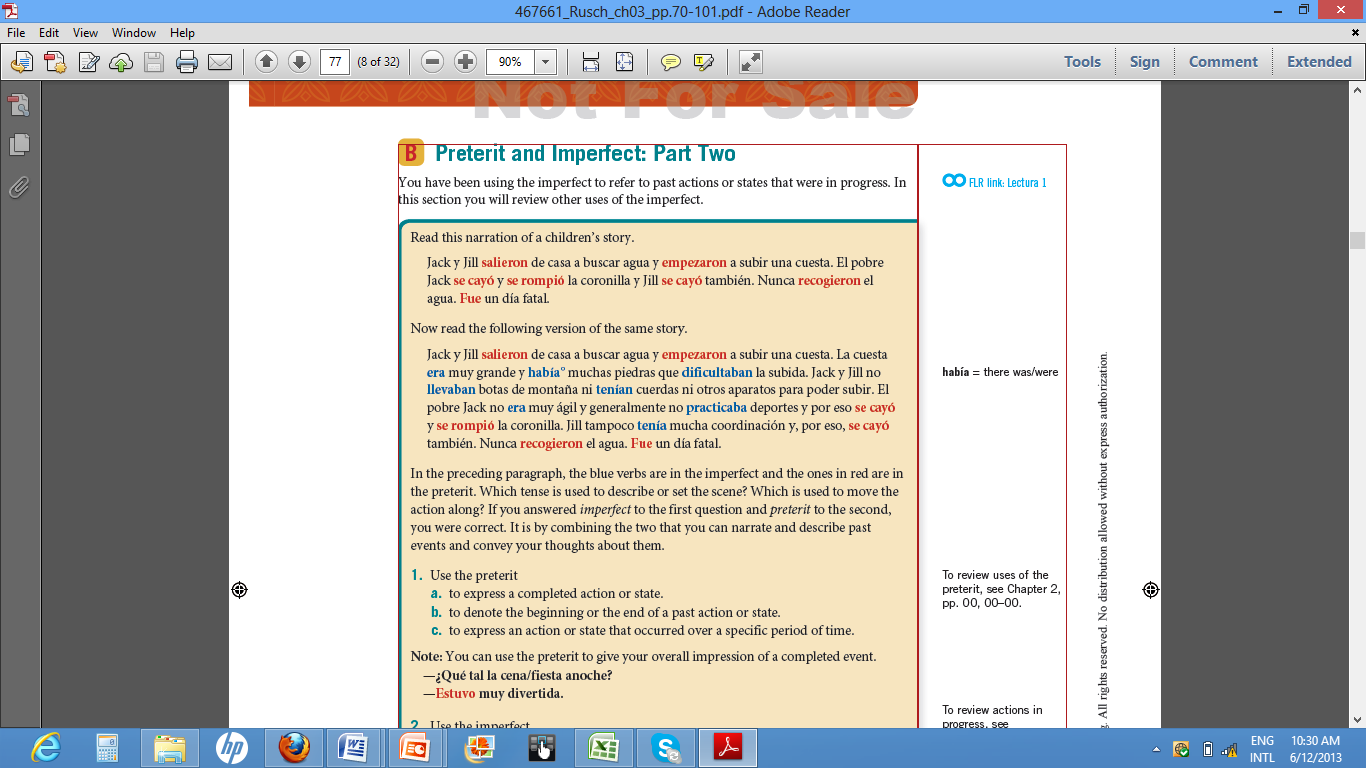 467661_Rusch_ch03_pp.70-101.pdf - Adobe Reader
File Edit View Window Help
77 (8 of 32) 90% Tools Sign Comment Extended
Not For Sale
B Preterit and Imperfect: Part Two
You have been using the imperfect to refer to past actions or states that were in progress. In
this section you will review other uses of the imperfect.
FLR link: Lectura 1
Read this narration of a children's story.
Jack y Jill salieron de casa a buscar agua y empezaron a subir una cuesta. El pobre
Jack se cayó y se rompió la coronilla y Jill se cayó también. Nunca recogieron el
agua. Fue un día fatal.
Now read the following version of the same story.
Jack y Jill salieron de casa a buscar agua y empezaron a subir una cuesta. La cuesta
era muy grande y había° muchas piedras que dificultaban la subida. Jack y Jill no
llevaban botas de montaña ni tenían cuerdas ni otros aparatos para poder subir. El
pobre Jack no era muy ágil y generalmente no practicaba deportes y por eso se cayó
y se rompió la coronilla. Jill tampoco tenía mucha coordinación y, por eso, se cayó
también. Nunca recogieron el agua. Fue un día fatal.
había = there was/were
In the preceding paragraph, the blue verbs are in the imperfect and the ones in red are in
the preterit. Which tense is used to describe or set the scene? Which is used to move the
action along? If you answered imperfect to the first question and preterit to the second,
you were correct. It is by combining the two that you can narrate and describe past
events and convey your thoughts about them.
1. Use the preterit
a. to express a completed action or state.
b. to denote the beginning or the end of a past action or state.
c. to express an action or state that occurred over a specific period of time.
To review uses of the
preterit, see Chapter 2,
pp. 00, 00–00.
Note: You can use the preterit to give your overall impression of a completed event.
—¿Qué tal la cena/fiesta anoche?
—Estuvo muy divertida.
2. Use the imperfect
To review actions in
progress, see
All rights reserved. No distribution allowed without express authorization.
hp W P X S
ENG
INTL
10:30 AM
6/12/2013